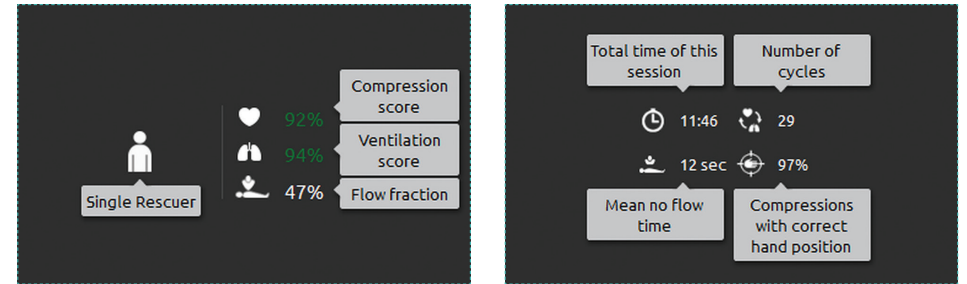 Compression
score
92%
94%
Ventilation
score
47%
Flow fraction
Single Rescuer
Total time of this
session
Number of
cycles
11:46
29
12 sec
97%
Mean no flow
time
Compressions
with correct
hand position